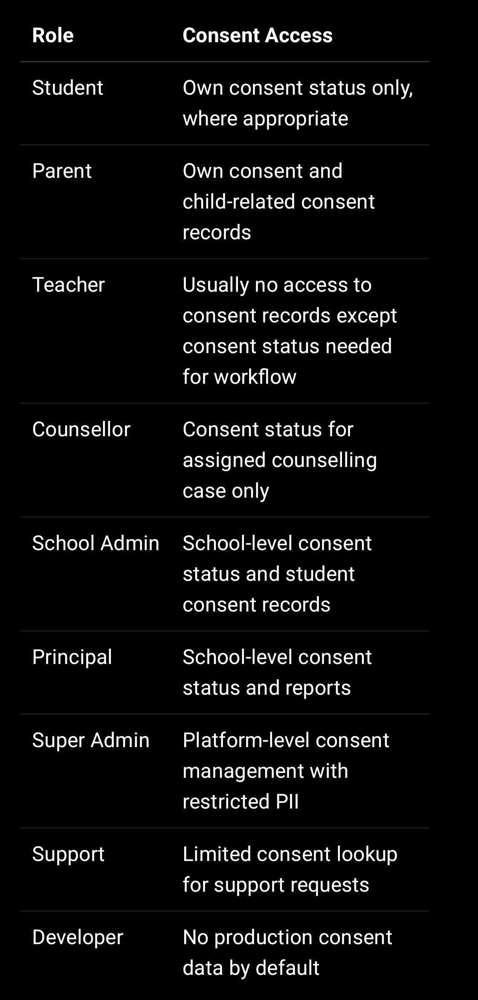 Role Consent Access
Student Own consent status only,
where appropriate
Parent Own consent and
child-related consent
records
Teacher Usually no access to
consent records except
consent status needed
for workflow
Counsellor Consent status for
assigned counselling
case only
School Admin School-level consent
status and student
consent records
Principal School-level consent
status and reports
Super Admin Platform-level consent
management with
restricted PII
Support Limited consent lookup
for support requests
Developer No production consent
data by default